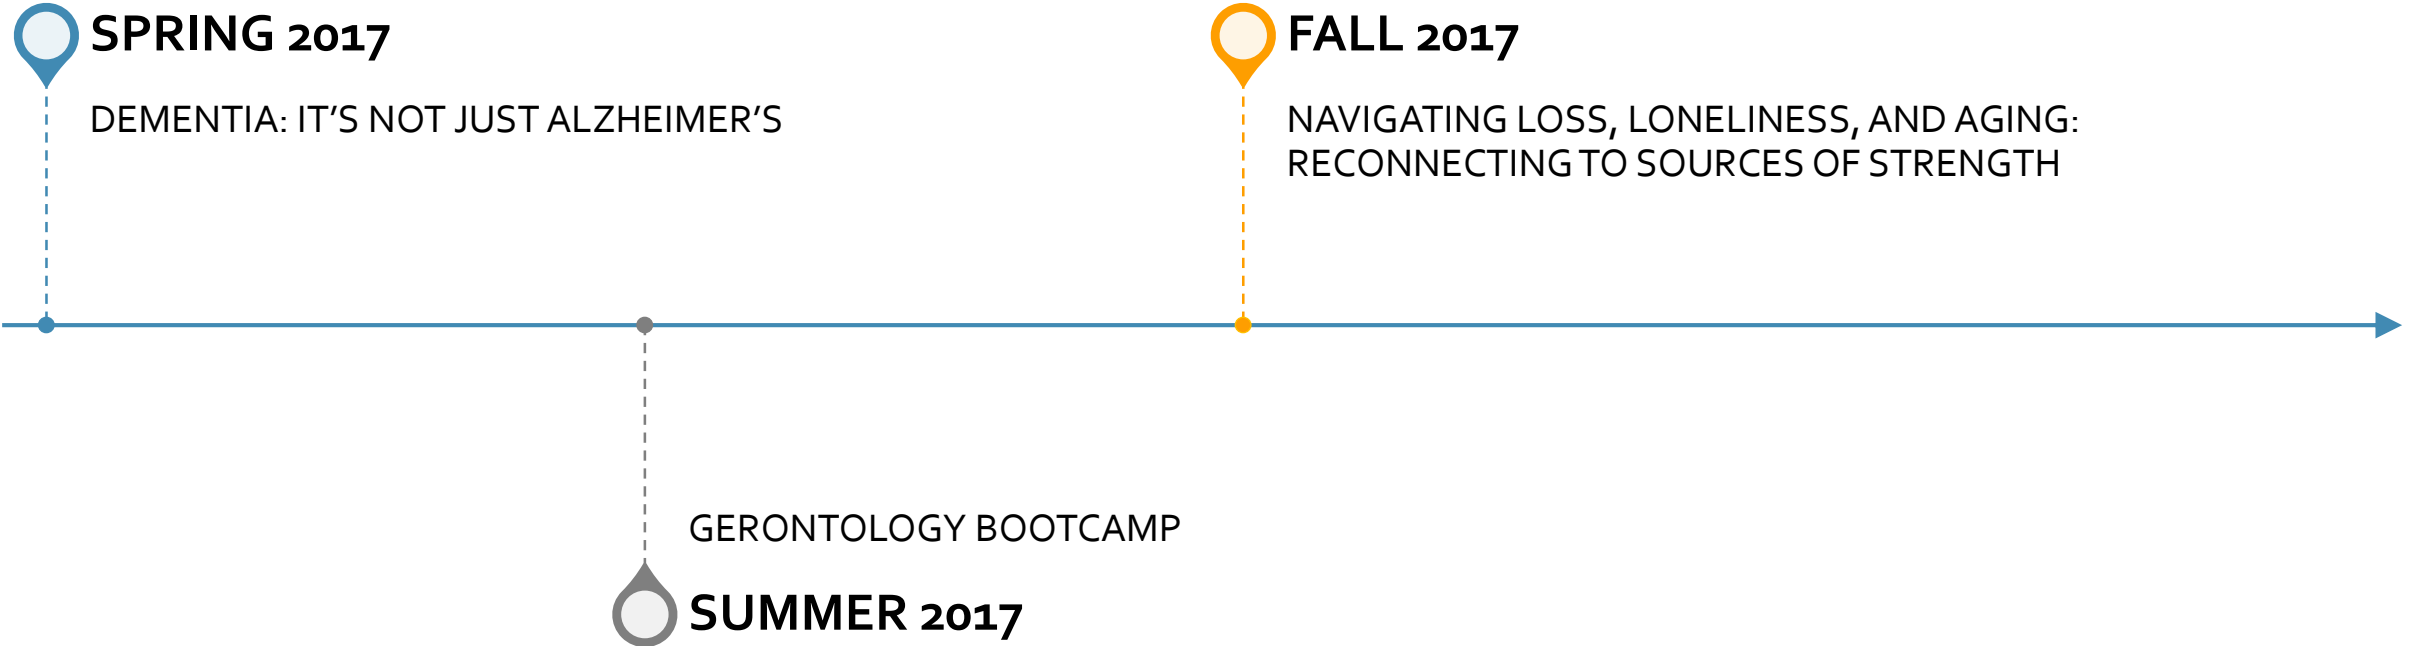 SPRING 2017
DEMENTIA: IT’S NOT JUST ALZHEIMER’S
FALL 2017
NAVIGATING LOSS, LONELINESS, AND AGING:
RECONNECTING TO SOURCES OF STRENGTH
GERONTOLOGY BOOTCAMP
SUMMER 2017